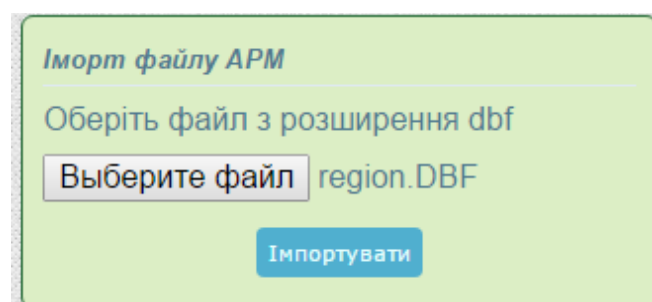 Іморт файлу АРМ
Оберіть файл з розширення dbf
Выберите файл region.DBF
Імпортувати